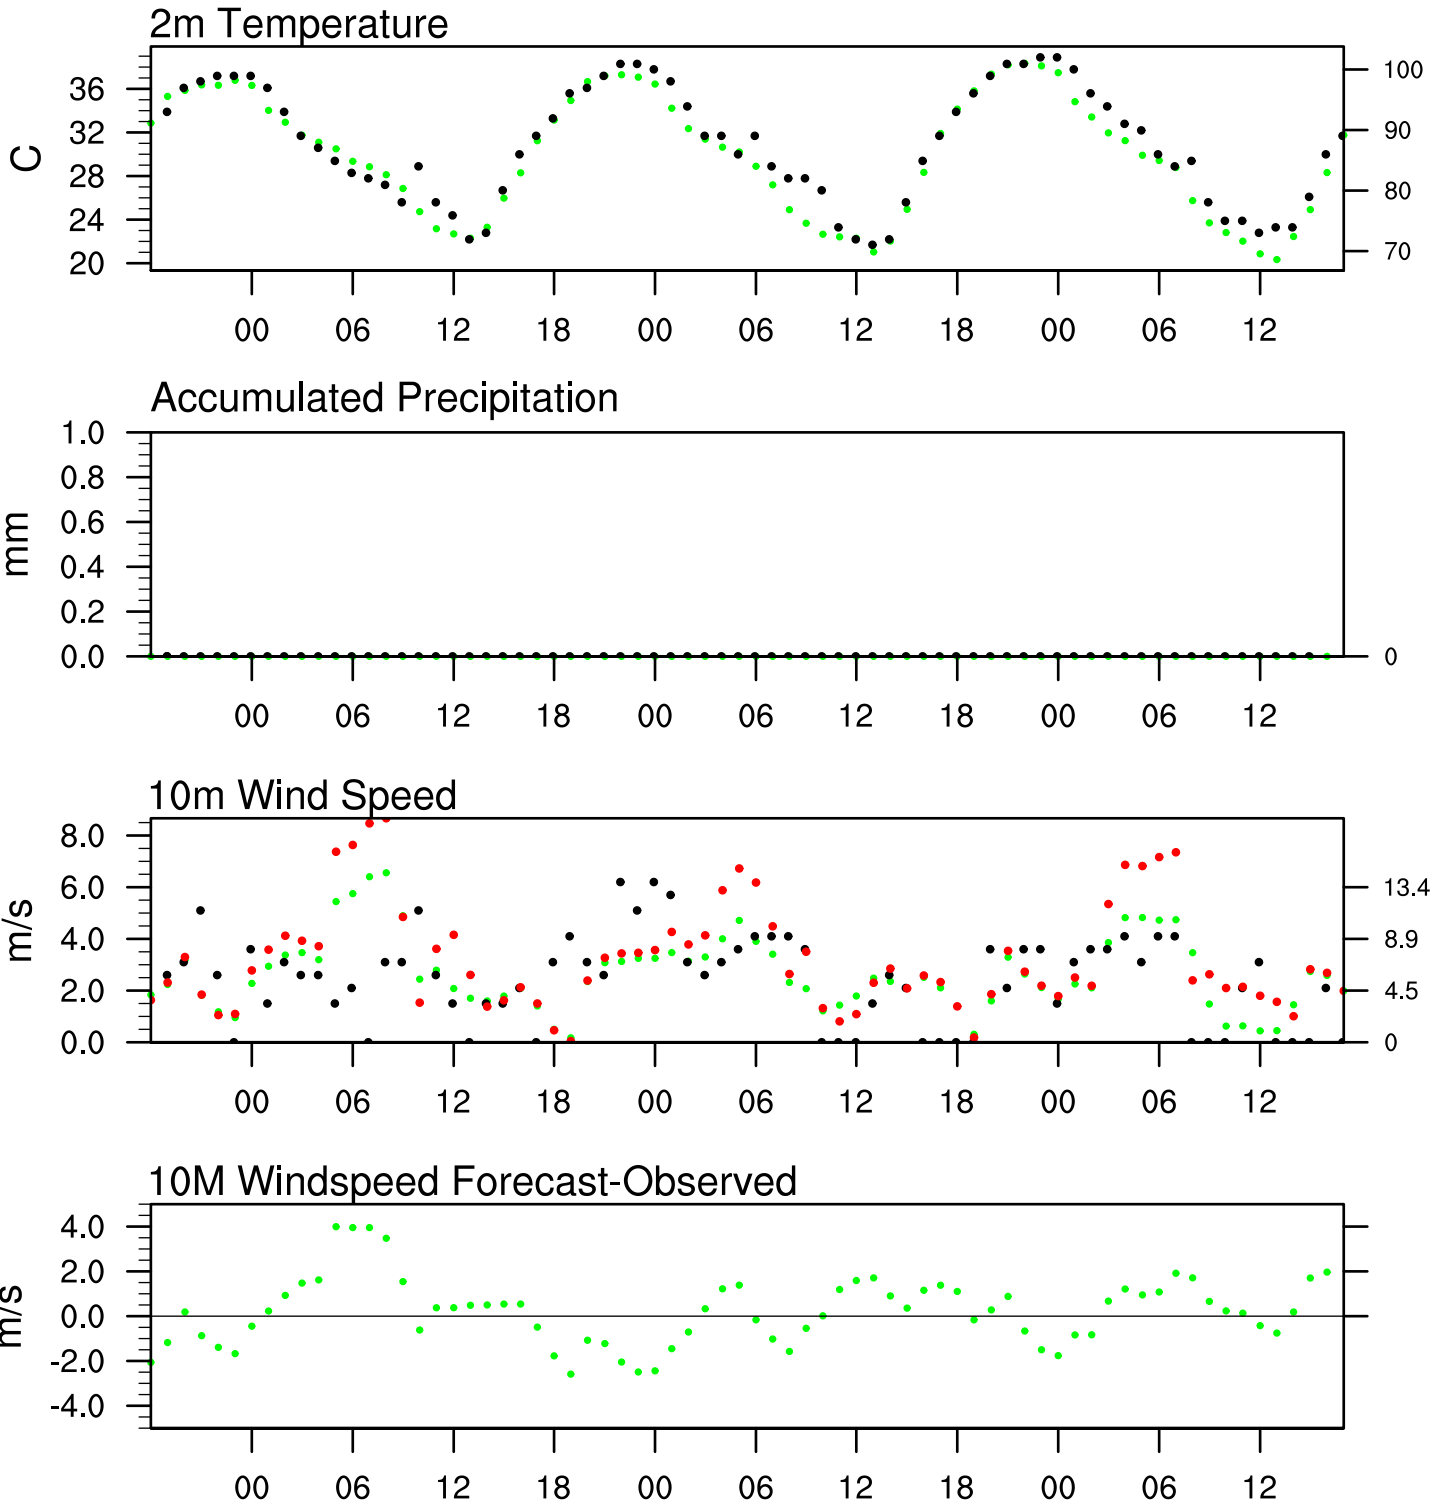 2m Temperature
36
32
28
24
20
C
100
90
80
70
00 06 12 18 00 06 12 18 00 06 12
Accumulated Precipitation
1.0
0.8
0.6
0.4
0.2
0.0
mm
0
00 06 12 18 00 06 12 18 00 06 12
10m Wind Speed
8.0
6.0
4.0
2.0
0.0
m/s
13.4
8.9
4.5
0
00 06 12 18 00 06 12 18 00 06 12
10M Windspeed Forecast-Observed
4.0
2.0
0.0
-2.0
-4.0
m/s
00 06 12 18 00 06 12 18 00 06 12